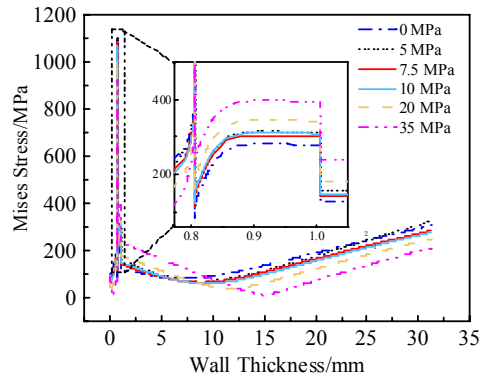 Mises Stress/MPa
1200
1000
800
600
400
200
0
0 5 10 15 20 25 30 35
Wall Thickness/mm
0 MPa
5 MPa
7.5 MPa
10 MPa
20 MPa
35 MPa
400
200
0.8 0.9 1.0
2